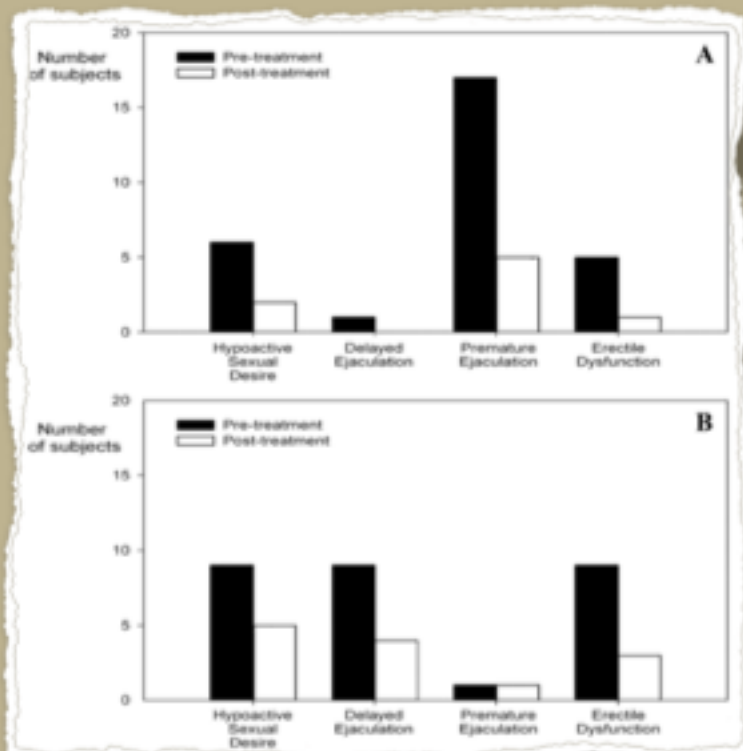 20
Number
of subjects
Pre-treatment
Post-treatment
A
15
10
5
0
Hypoactive
Sexual
Desire
Delayed
Ejaculation
Premature
Ejaculation
Erectile
Dysfunction
20
Number
of subjects
Pre-treatment
Post-treatment
B
15
10
5
0
Hypoactive
Sexual
Desire
Delayed
Ejaculation
Premature
Ejaculation
Erectile
Dysfunction